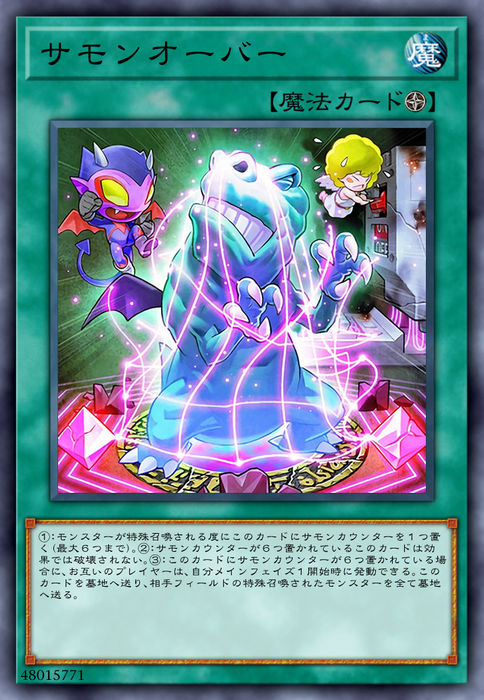 サモンオーバー
魔
【魔法カード】
OFF
①：モンスターが特殊召喚される度にこのカードにサモンカウンターを１つ置
く（最大６つまで）。②：サモンカウンターが６つ置かれているこのカードは効
果では破壊されない。③：このカードにサモンカウンターが６つ置かれている場
合に、お互いのプレイヤーは、自分メインフェイズ１開始時に発動できる。この
カードを墓地へ送り、相手フィールドの特殊召喚されたモンスターを全て墓地
へ送る。
48015771